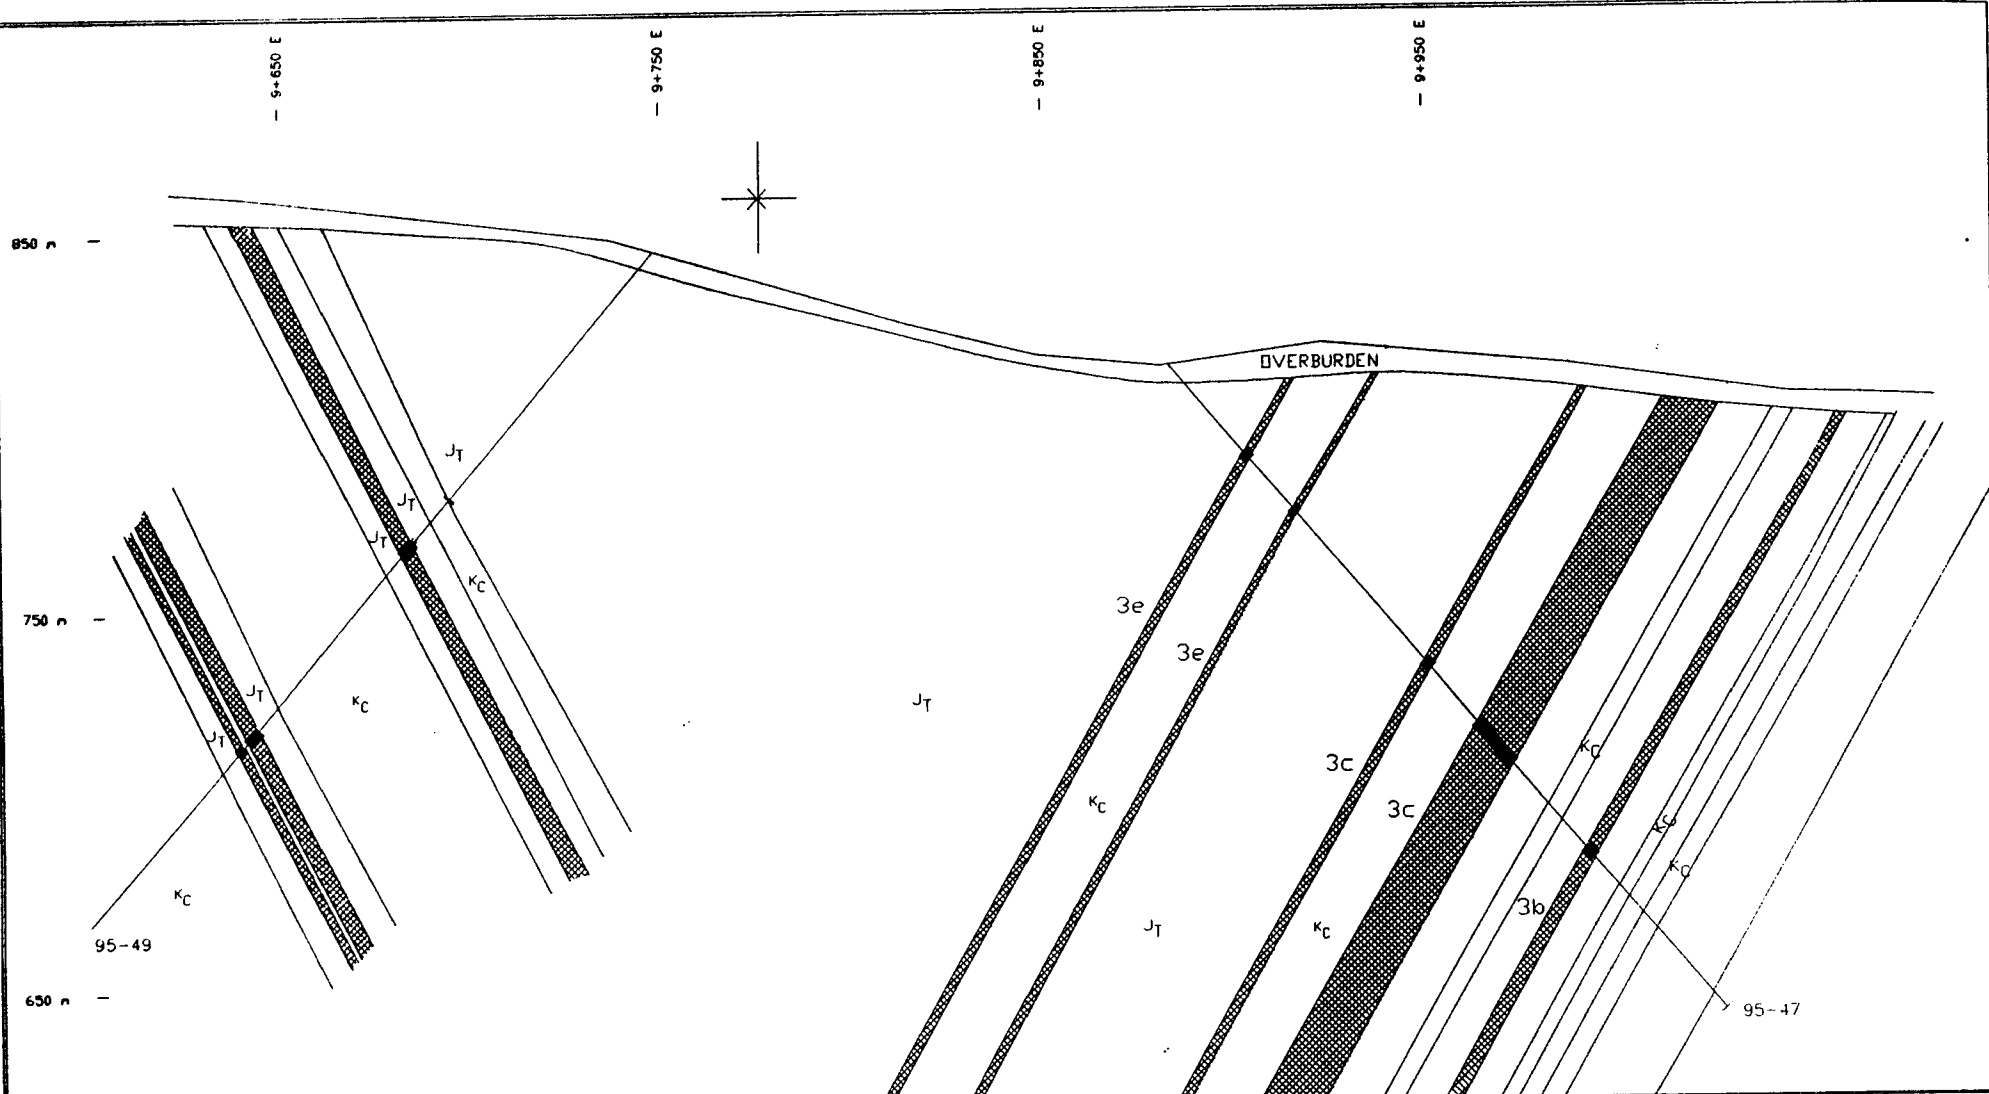 — 9+650 E
— 9+750 E
— 9+850 E
— 9+950 E
850 m —
OVERBURDEN
JT
JT
JT
KC
3e
750 m —
3e
JT
KC
JT
JT
KC
3c
KC
3c
KC
KC
KC
3b
JT
KC
95-49
650 m —
95-47